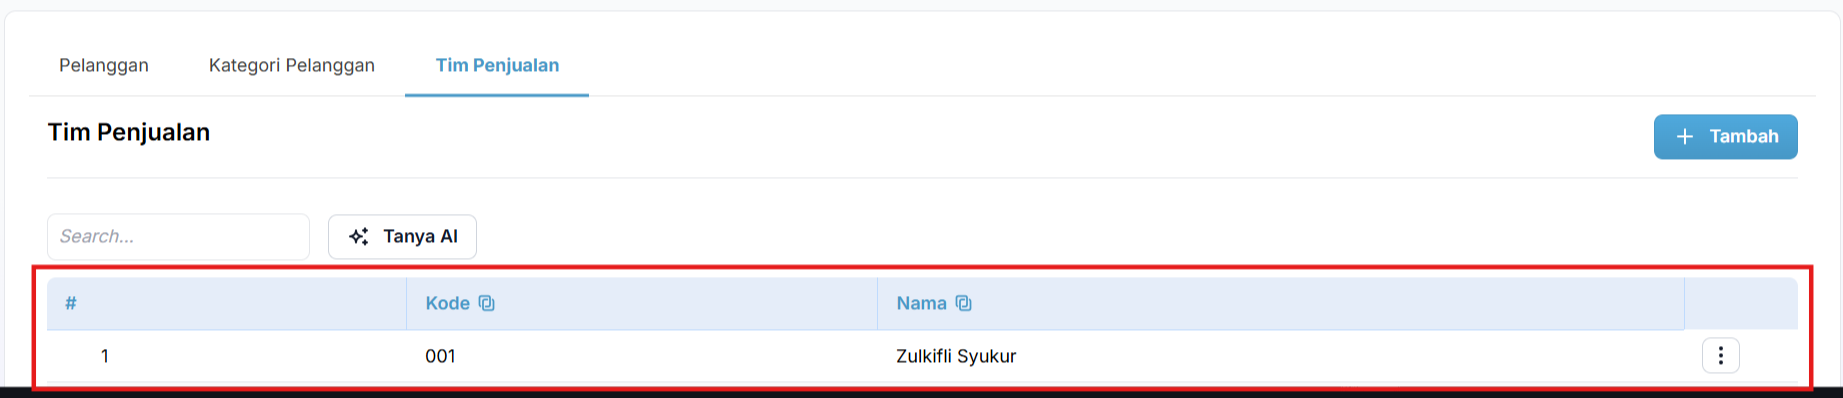 Pelanggan Kategori Pelanggan Tim Penjualan
Tim Penjualan
+ Tambah
Search...
Tanya AI
# Kode Nama
1 001 Zulkifli Syukur